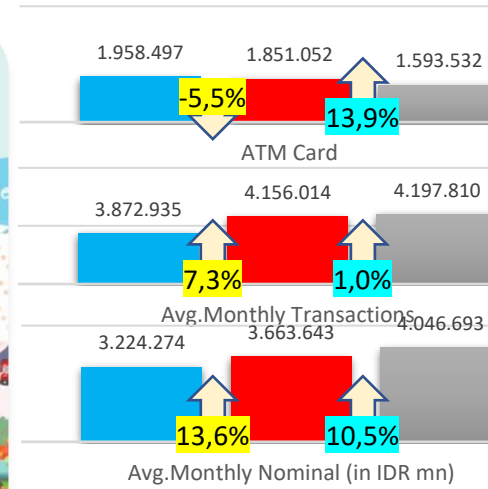 1.958.497 1.851.052 1.593.532
-5,5% 13,9%
ATM Card
3.872.935 4.156.014 4.197.810
7,3% 1,0%
Avg.Monthly Transactions
3.224.274 3.663.643 4.046.693
13,6% 10,5%
Avg.Monthly Nominal (in IDR mn)